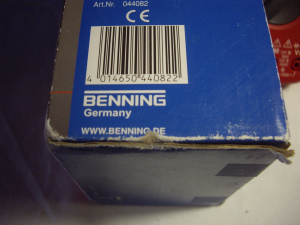 Art.Nr. 044082
CE
4 014650 440822
BENNING
Germany
WWW.BENNING.DE